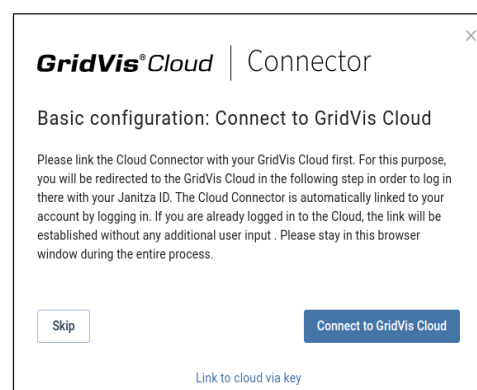 GridVis® Cloud | Connector
Basic configuration: Connect to GridVis Cloud
Please link the Cloud Connector with your GridVis Cloud first. For this purpose,
you will be redirected to the GridVis Cloud in the following step in order to log in
there with your Janitza ID. The Cloud Connector is automatically linked to your
account by logging in. If you are already logged in to the Cloud, the link will be
established without any additional user input . Please stay in this browser
window during the entire process.
Skip
Connect to GridVis Cloud
Link to cloud via key